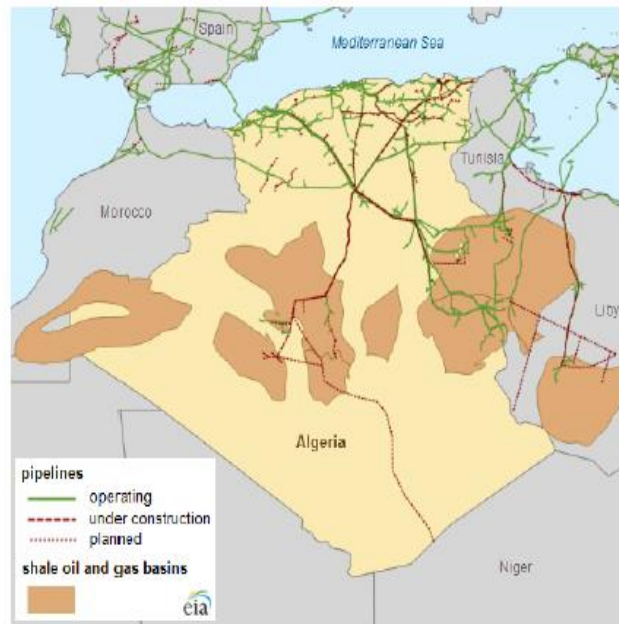 Spain
Mediterranean Sea
Tunisia
Morocco
Liby
Algeria
Niger
pipelines
operating
under construction
planned
shale oil and gas basins
eia